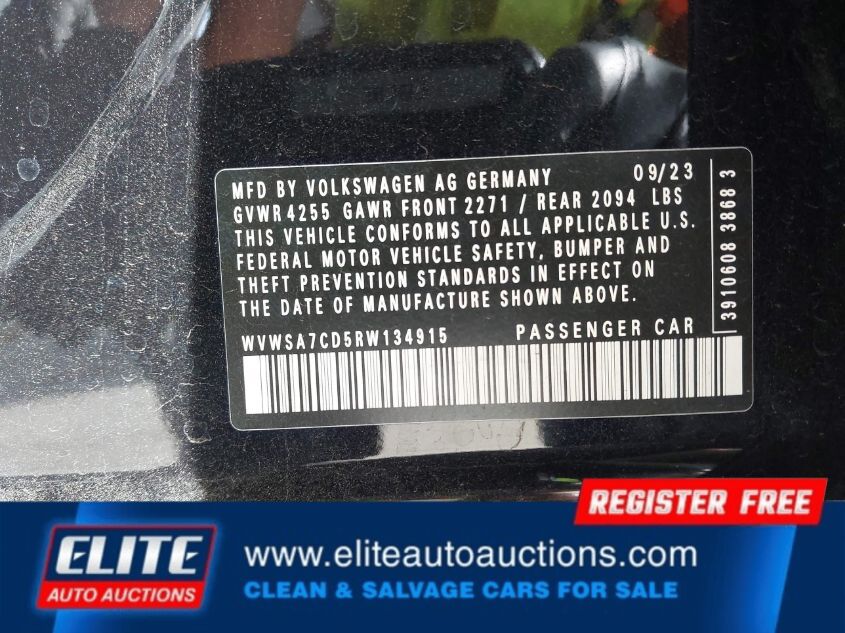 MFD BY VOLKSWAGEN AG GERMANY 09/23
GVWR 4255 GAWR FRONT 2271 / REAR 2094 LBS
THIS VEHICLE CONFORMS TO ALL APPLICABLE U.S.
FEDERAL MOTOR VEHICLE SAFETY, BUMPER AND
THEFT PREVENTION STANDARDS IN EFFECT ON
THE DATE OF MANUFACTURE SHOWN ABOVE.
WVWSA7CD5RW134915 PASSENGER CAR
3910608 3868 3
REGISTER FREE
ELITE
AUTO AUCTIONS
www.eliteautoauctions.com
CLEAN & SALVAGE CARS FOR SALE